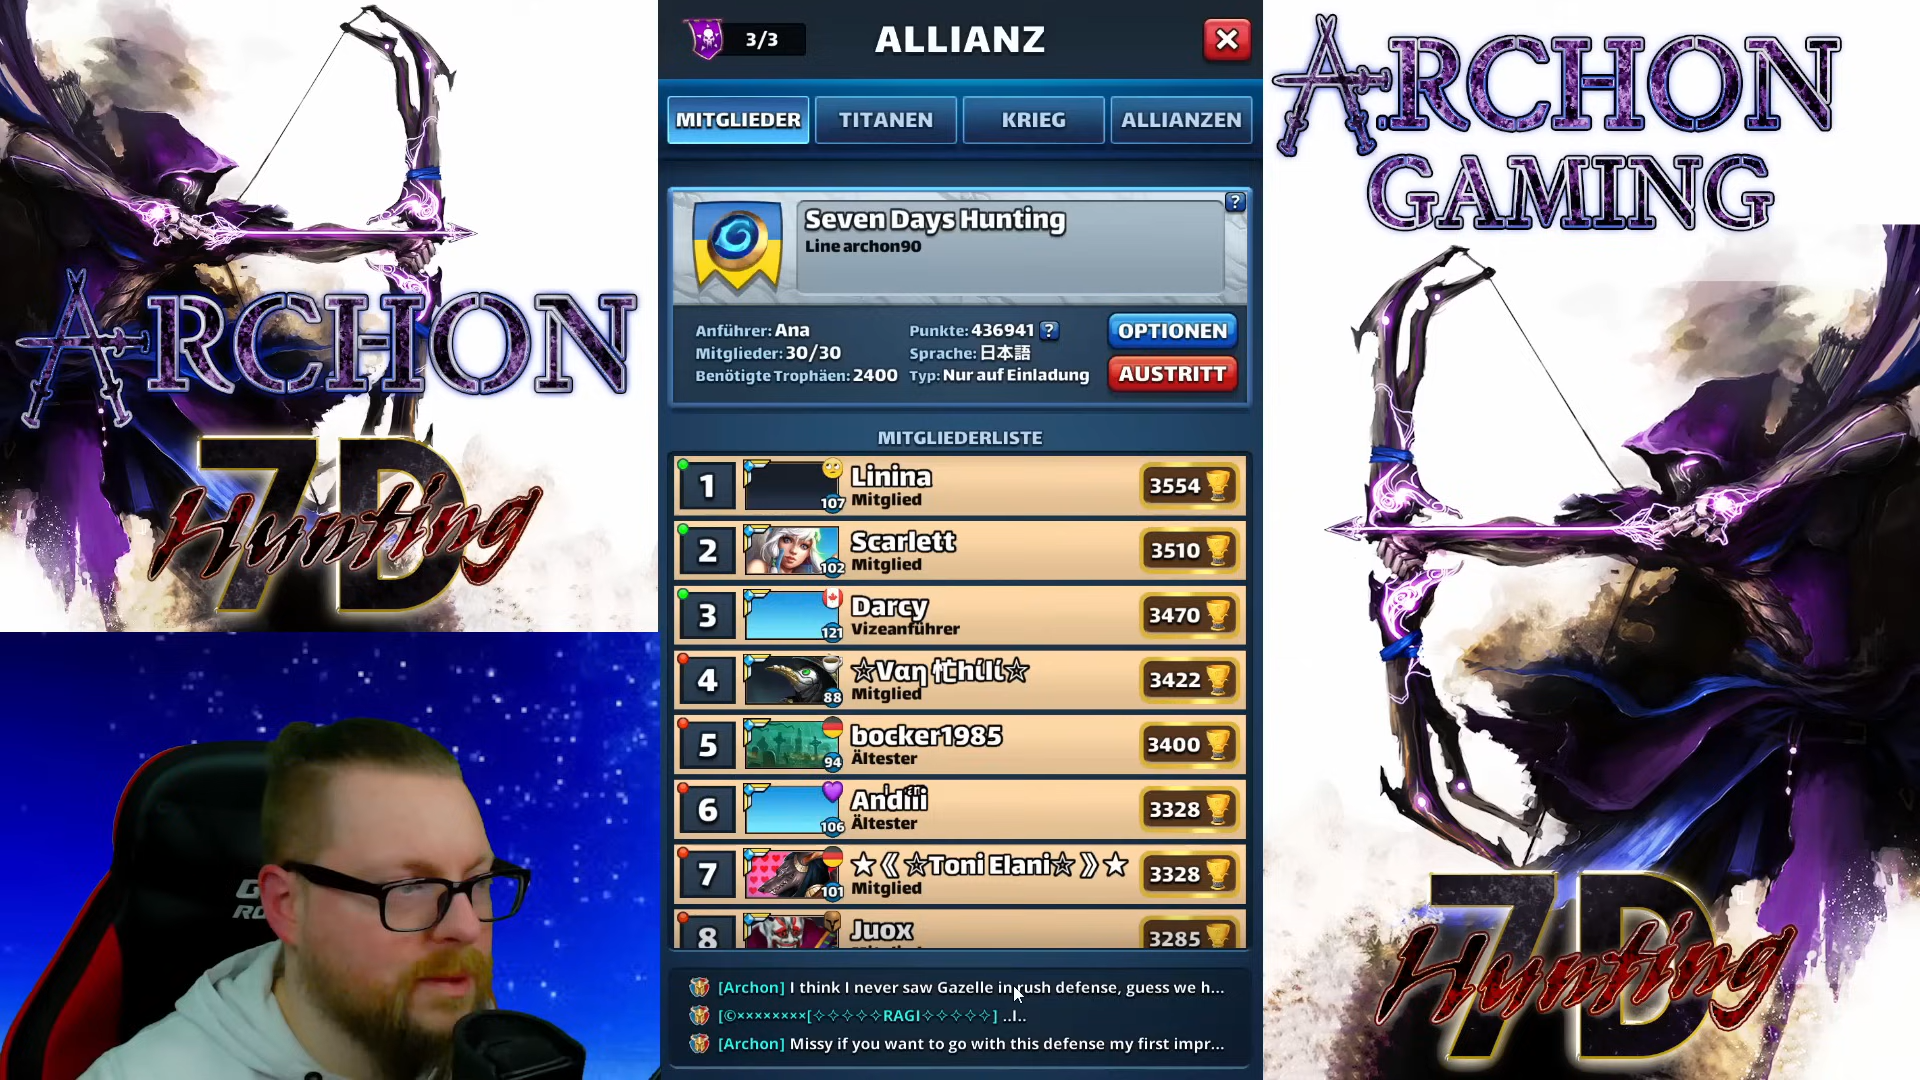 ARCHON
7D
Hunting
3/3
ALLIANZ
MITGLIEDER
TITANEN
KRIEG
ALLIANZEN
Seven Days Hunting
Line archon90
?
Anführer: Ana
Punkte: 436941 ?
OPTIONEN
Mitglieder: 30/30
Sprache: 日本語
Benötigte Trophäen: 2400
Typ: Nur auf Einladung
AUSTRITT
MITGLIEDERLISTE
1 107 Linina 3554
Mitglied
2 102 Scarlett 3510
Mitglied
3 121 Darcy 3470
Vizeanführer
4 88 3422
Mitglied
5 94 bocker1985 3400
Ältester
6 106 3328
Ältester
7 101 ★《☆Toni Elani☆》★ 3328
Mitglied
8 Juox 3285
[Archon] I think I never saw Gazelle in rush defense, guess we h...
[©××××××××[✧✧✧✧✧RAGI✧✧✧✧✧] ..I..
[Archon] Missy if you want to go with this defense my first impr...
ARCHON
GAMING
7D
Hunting